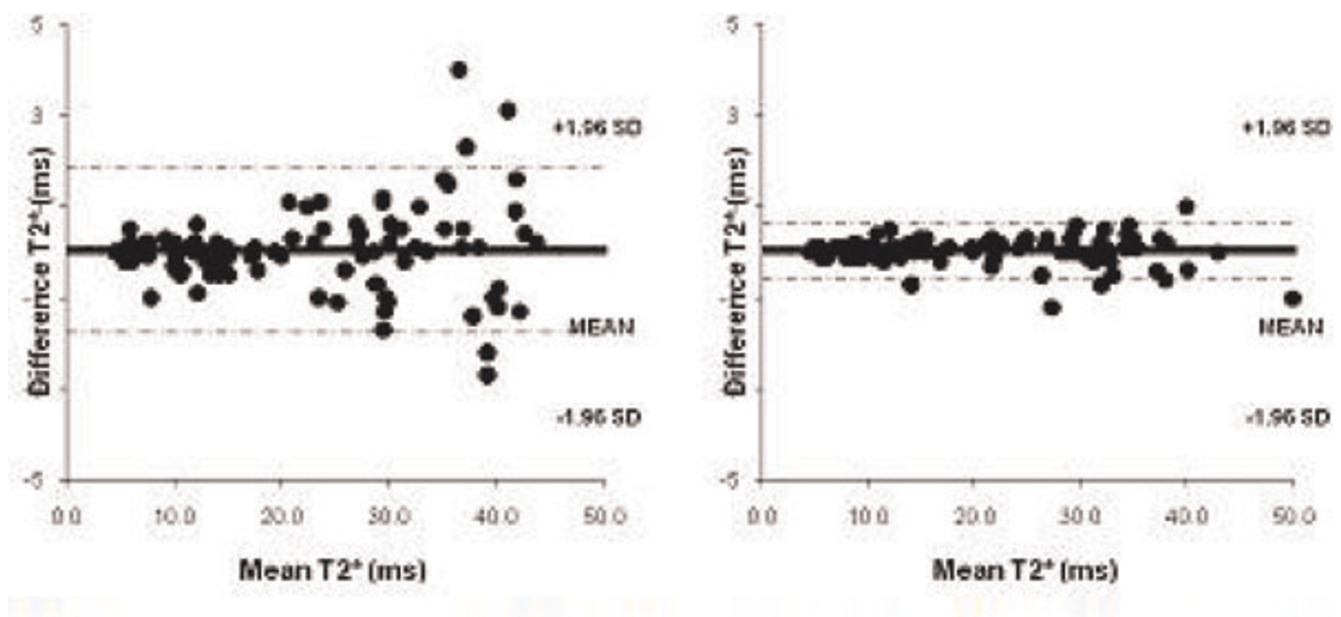 5
3
-1
-5
Difference T2* (ms)
+1.96 SD
MEAN
-1.96 SD
0.0 10.0 20.0 30.0 40.0 50.0
Mean T2* (ms)
5
3
-1
-5
Difference T2* (ms)
+1.96 SD
MEAN
-1.96 SD
0.0 10.0 20.0 30.0 40.0 50.0
Mean T2* (ms)